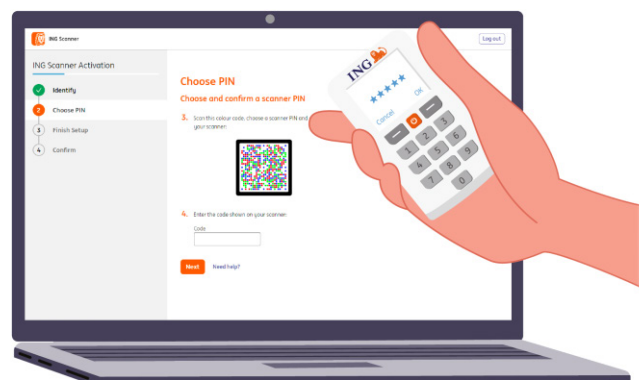 ING Scanner
Log out
ING Scanner Activation
Identify
2 Choose PIN
3 Finish Setup
4 Confirm
Choose PIN
Choose and confirm a scanner PIN
3. Scan this colour code, choose a scanner PIN and
your scanner.
4. Enter the code shown on your scanner:
Code
Next Need help?
ING
*****
Cancel OK
1 2 3
4 5 6
7 8 9
0